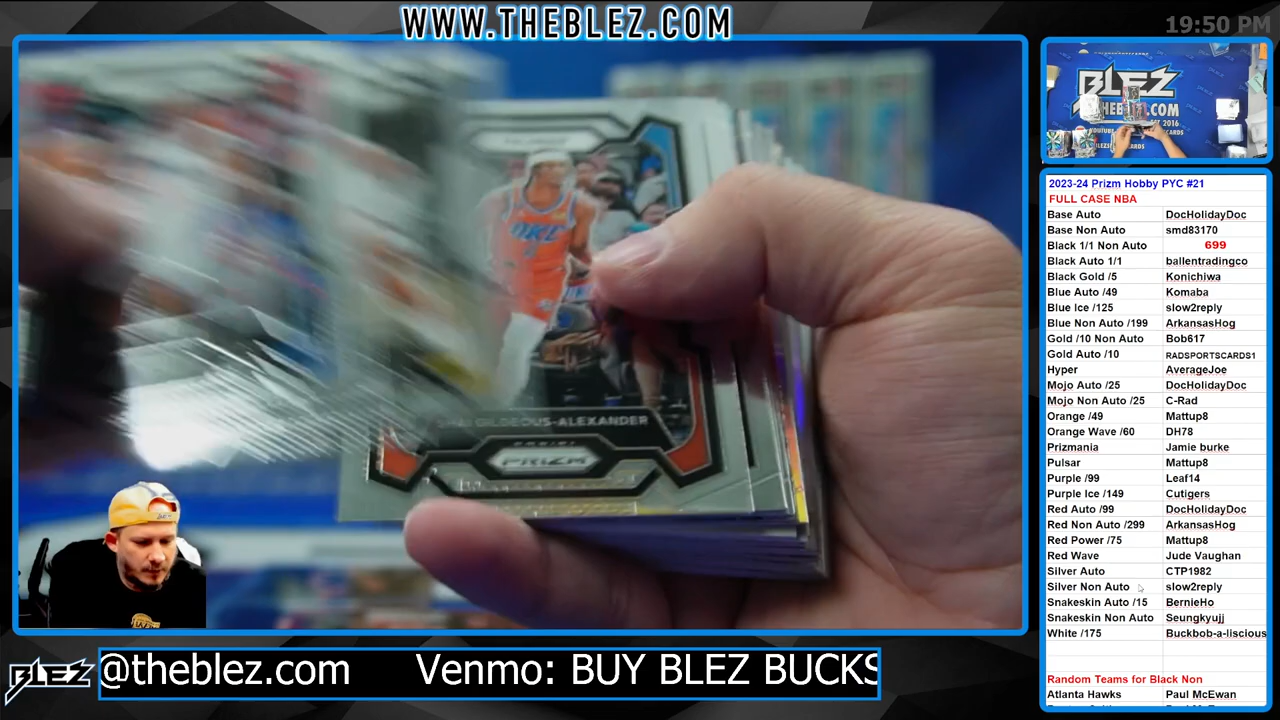 WWW.THEBLEZ.COM
19:50 PM
OKC
GEOUS-ALEXANDER
PRIZM
BLEZ
THEBLEZ.COM
2023-24 Prizm Hobby PYC #21
FULL CASE NBA
Base Auto DocHolidayDoc
Base Non Auto smd83170
Black 1/1 Non Auto 699
Black Auto 1/1 ballentradingco
Black Gold /5 Konichiwa
Blue Auto /49 Komaba
Blue ice /125 slow2reply
Blue Non Auto /199 ArkansasHog
Gold /10 Non Auto Bob617
Gold Auto /10 RADSPORTSCARDS1
Hyper AverageJoe
Mojo Auto /25 DocHolidayDoc
Mojo Non Auto /25 C-Rad
Orange /49 Mattup8
Orange Wave /60 DH78
Prizmania Jamie burke
Pulsar Mattup8
Purple /99 Leaf14
Purple Ice /149 Cutigers
Red Auto /99 DocHolidayDoc
Red Non Auto /299 ArkansasHog
Red Power /75 Mattup8
Red Wave Jude Vaughan
Silver Auto CTP1982
Silver Non Auto slow2reply
Snakeskin Auto /15 BernieHo
Snakeskin Non Auto Seungkyujj
White /175 Buckbob-a-liscious
Random Teams for Black Non
Atlanta Hawks Paul McEwan
BLEZ @theblez.com Venmo: BUY BLEZ BUCKS